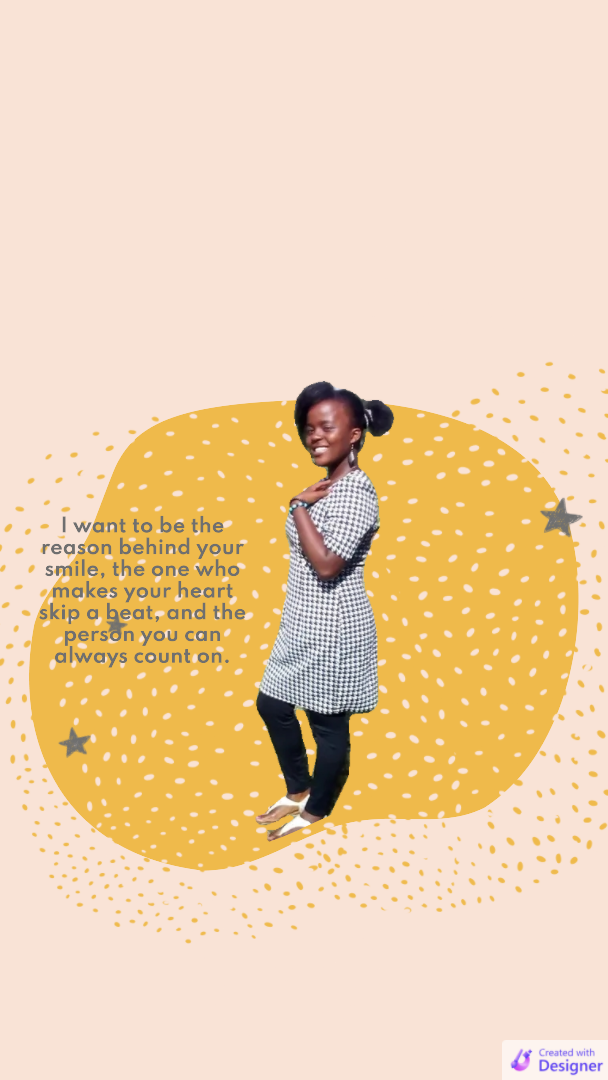 I want to be the
reason behind your
smile, the one who
makes your heart
skip a beat, and the
person you can
always count on.
Created with
Designer